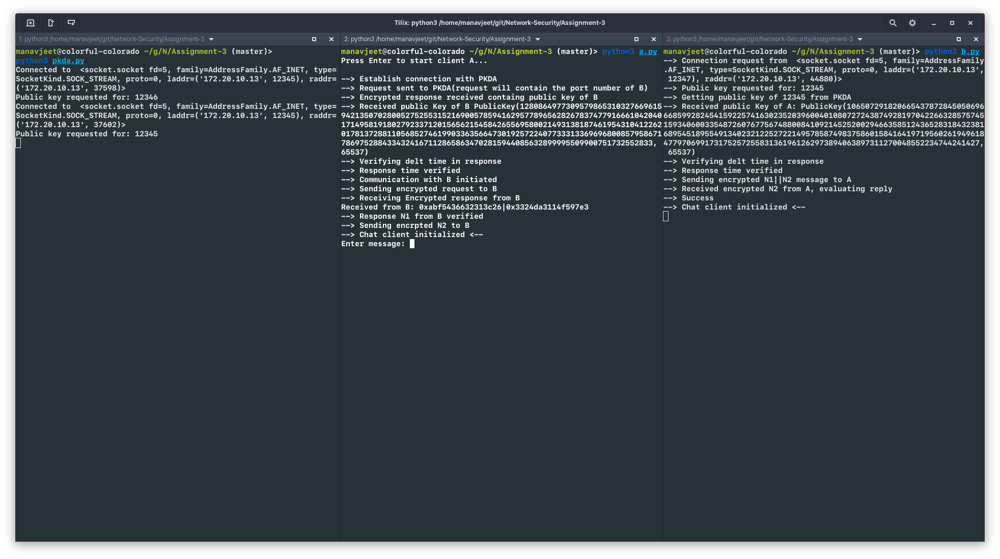 Tilix: python3 /home/manavjeet/git/Network-Security/Assignment-3
1: python3 /home/manavjeet/git/Network-Security/Assignment-3
manavjeet@colorful-colorado ~/g/N/Assignment-3 (master)>
python3 pkda.py
Connected to  <socket.socket fd=5, family=AddressFamily.AF_INET, type=
SocketKind.SOCK_STREAM, proto=0, laddr=('172.20.10.13', 12345), raddr=
('172.20.10.13', 37598)>
Public key requested for: 12346
Connected to  <socket.socket fd=5, family=AddressFamily.AF_INET, type=
SocketKind.SOCK_STREAM, proto=0, laddr=('172.20.10.13', 12345), raddr=
('172.20.10.13', 37602)>
Public key requested for: 12345
2: python3 /home/manavjeet/git/Network-Security/Assignment-3
manavjeet@colorful-colorado ~/g/N/Assignment-3 (master)> python3 a.py
Press Enter to start client A...
--> Establish connection with PKDA
--> Request sent to PKDA(request will contain the port number of B)
--> Encrypted response received containg public key of B
--> Received public Key of B PublicKey(128086497730957986531032766961​5
9421350702800527525531521690057859416295778965628267837477916661042040
1714958191802792337120156562154584265569580021493138187461954310412262
0178137288110568527461990336356647301925722407733313369696800857958671
786975288433432416711286586347028159440856328999955099007517325528​33,
 65537)
--> Verifying delt time in response
--> Response time verified
--> Communication with B initiated
--> Sending encrypted request to B
--> Receiving Encrypted response from B
Received from B: 0xabf5436632313c26|0x3324da3114f597e3
--> Response N1 from B verified
--> Sending encrpted N2 to B
--> Chat client initialized <--
Enter message:
3: python3 /home/manavjeet/git/Network-Security/Assignment-3
manavjeet@colorful-colorado ~/g/N/Assignment-3 (master)> python3 b.py
--> Connection request from  <socket.socket fd=5, family=AddressFamily
.AF_INET, type=SocketKind.SOCK_STREAM, proto=0, laddr=('172.20.10.13',
 12347), raddr=('172.20.10.13', 44880)>
--> Public key requested for: 12345
--> Getting public key of 12345 from PKDA
--> Received public Key of A: PublicKey(106507291820665437872845050696
6685992824541592257416302352039600401080727243874928197042266328575745
1593406003354872607677567488008410921452520029466358512436528318432381
6895451895549134023212252722149578587498375860158416419719560261949618
477970699173175257255831361961262973894063897311270048552234744241427,
 65537)
--> Verifying delt time in response
--> Response time verified
--> Sending encrypted N1||N2 message to A
--> Received encrypted N2 from A, evaluating reply
--> Success
--> Chat client initialized <--